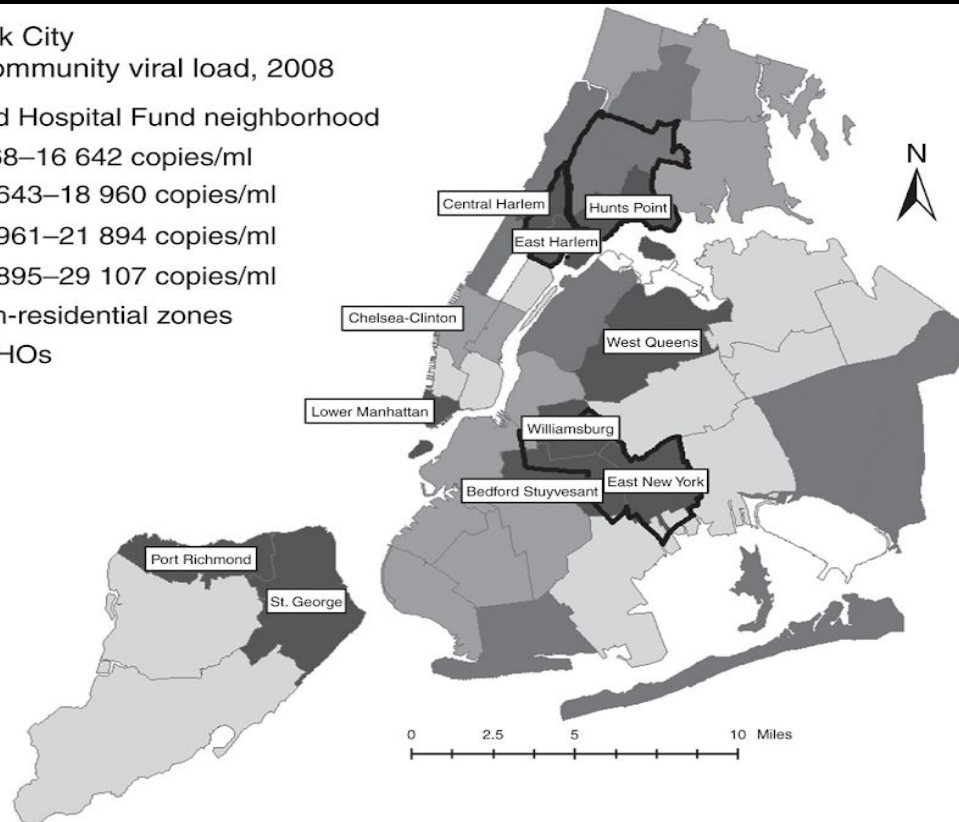 k City
ommunity viral load, 2008
d Hospital Fund neighborhood
68–16 642 copies/ml
643–18 960 copies/ml
961–21 894 copies/ml
895–29 107 copies/ml
n-residential zones
HOs
N
Central Harlem
Hunts Point
East Harlem
Chelsea-Clinton
West Queens
Lower Manhattan
Williamsburg
East New York
Bedford Stuyvesant
Port Richmond
St. George
0 2.5 5 10 Miles